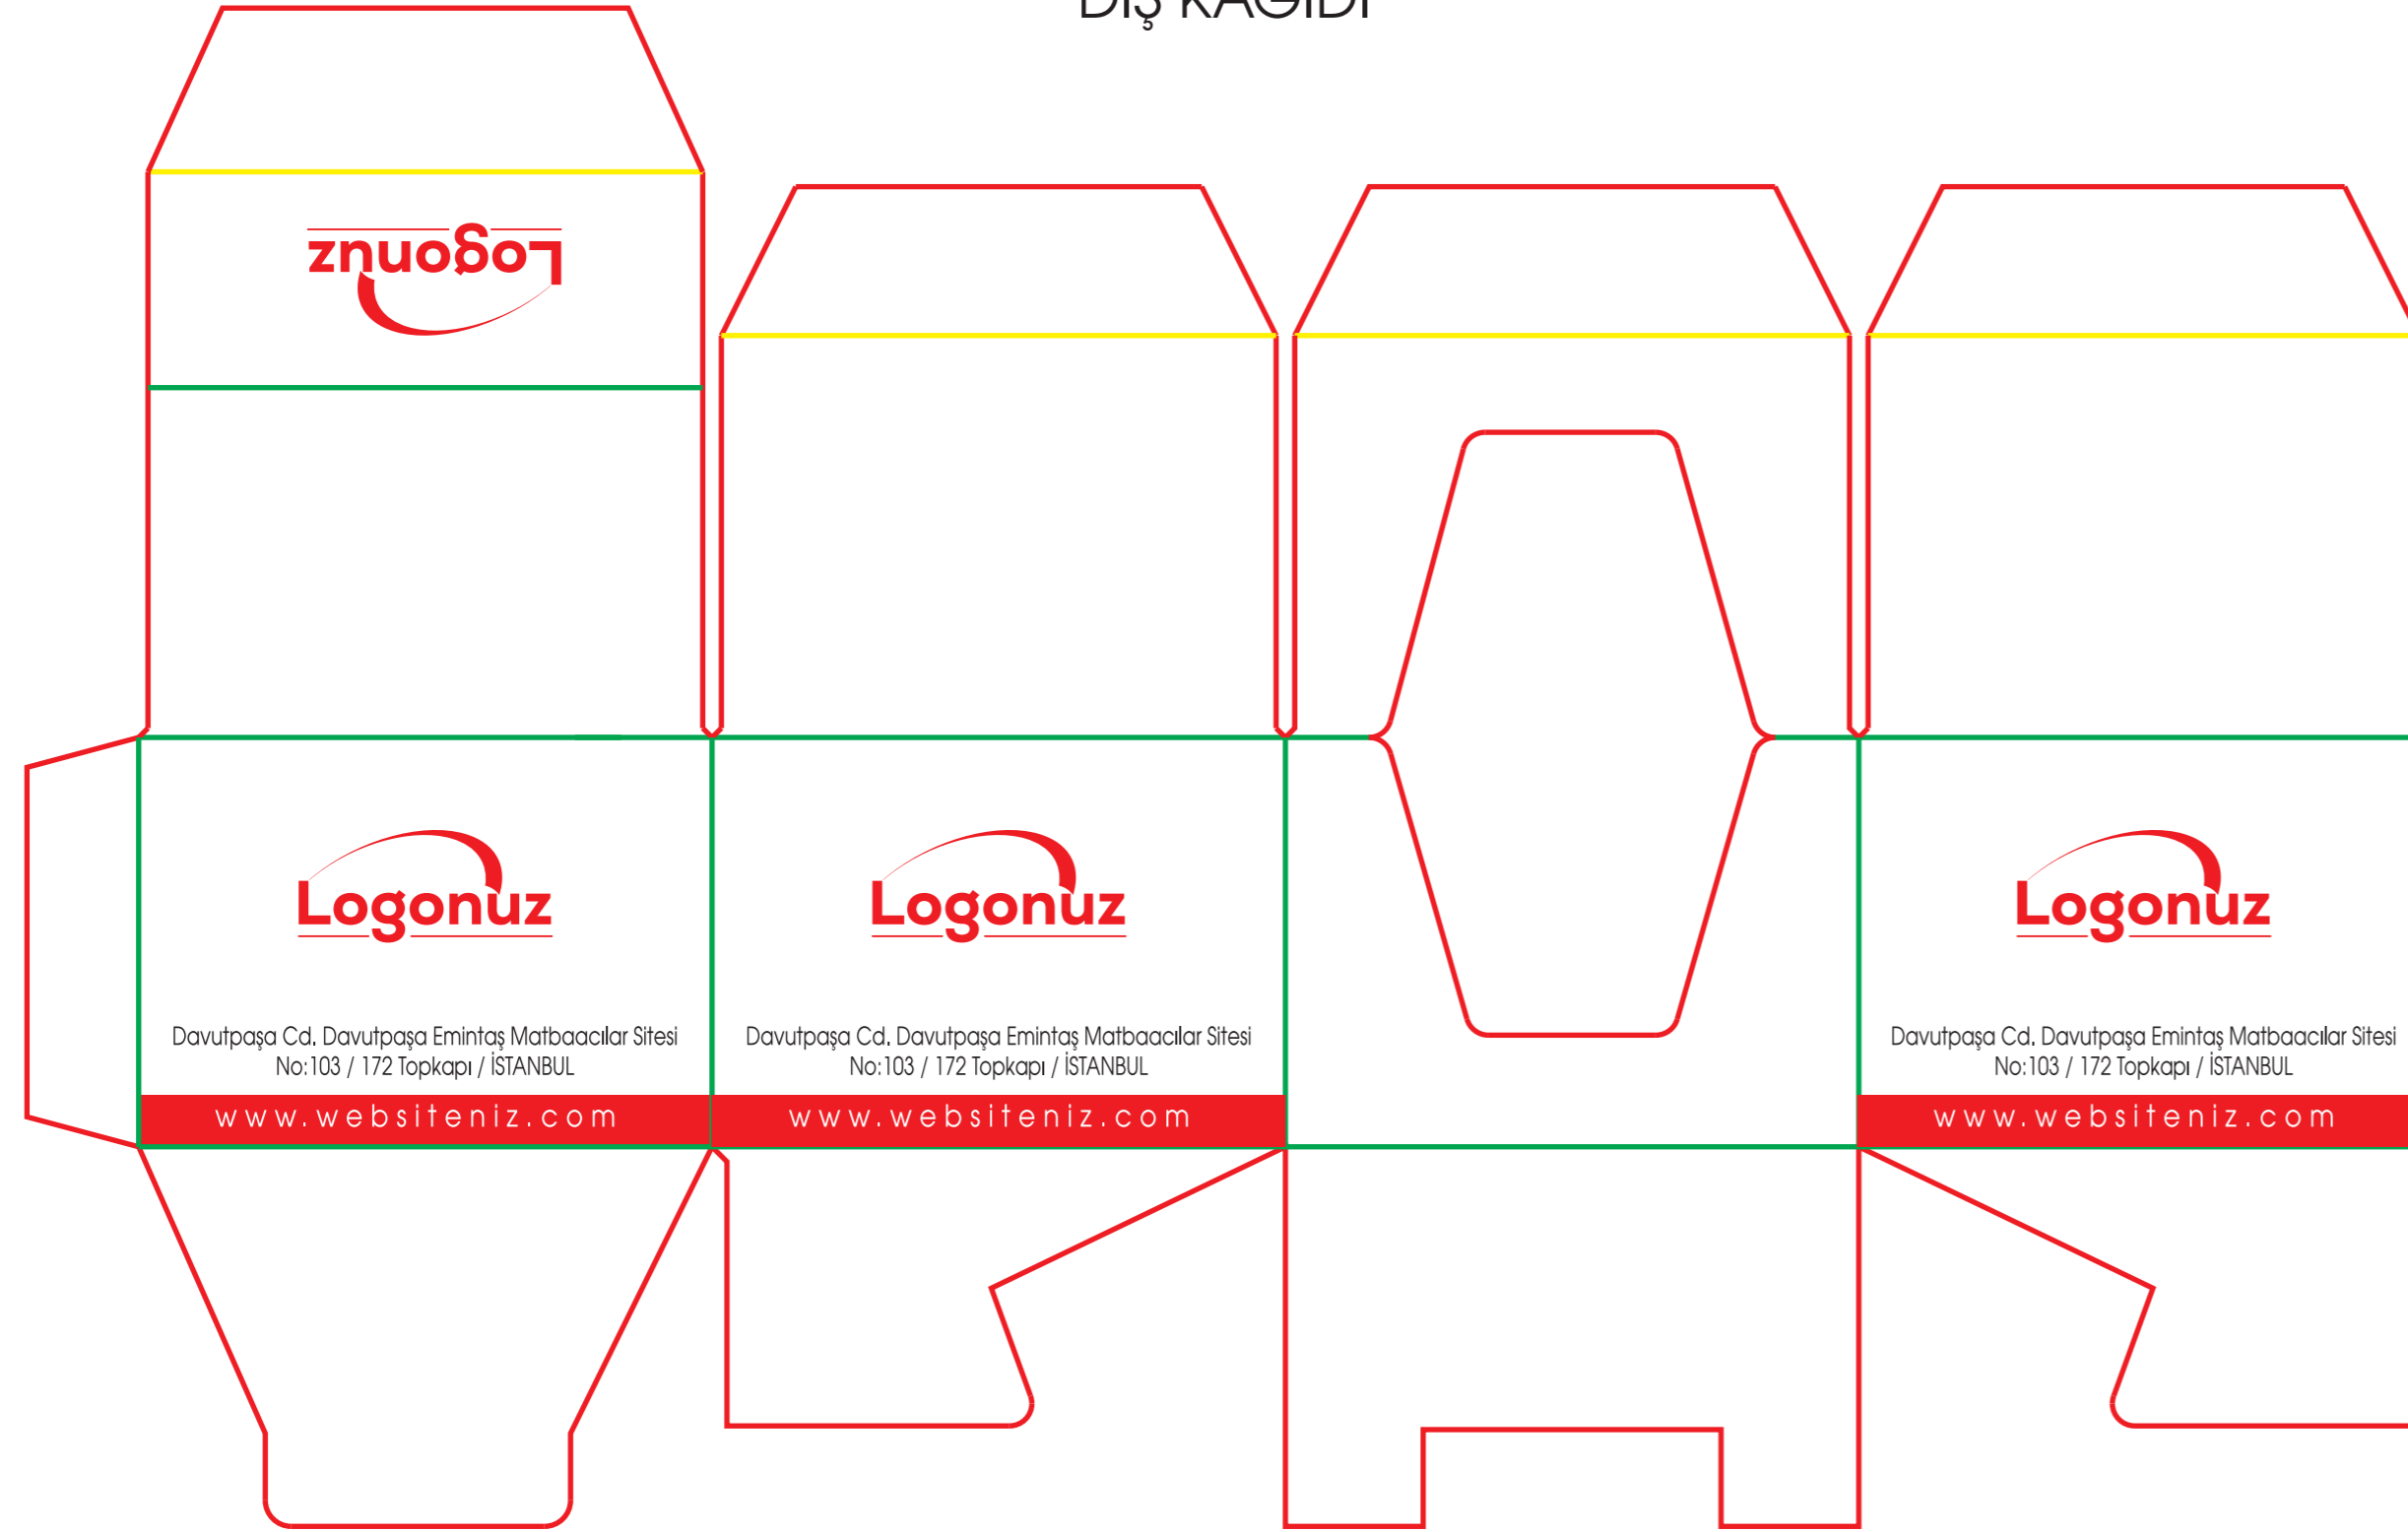 DIŞ KAĞIDI
Logonuz
Logonuz
Davutpaşa Cd. Davutpaşa Emintaş Matbaacılar Sitesi
No:103 / 172 Topkapı / İSTANBUL
www.websiteniz.com
Logonuz
Davutpaşa Cd. Davutpaşa Emintaş Matbaacılar Sitesi
No:103 / 172 Topkapı / İSTANBUL
www.websiteniz.com
Logonuz
Davutpaşa Cd. Davutpaşa Emintaş Matbaacılar Sitesi
No:103 / 172 Topkapı / İSTANBUL
www.websiteniz.com